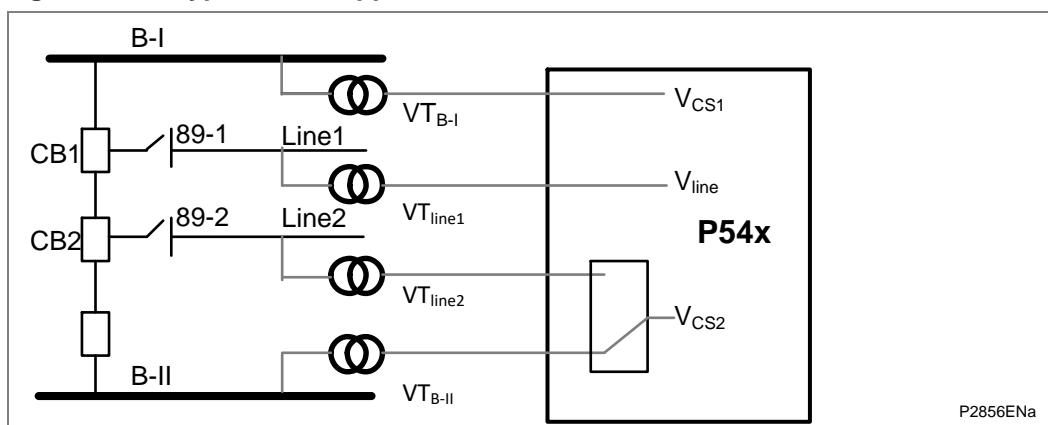 B-I
VT_B-I
V_CS1
CB1
89-1
Line1
VT_line1
V_line
P54x
CB2
89-2
Line2
VT_line2
V_CS2
B-II
VT_B-II
P2856ENa